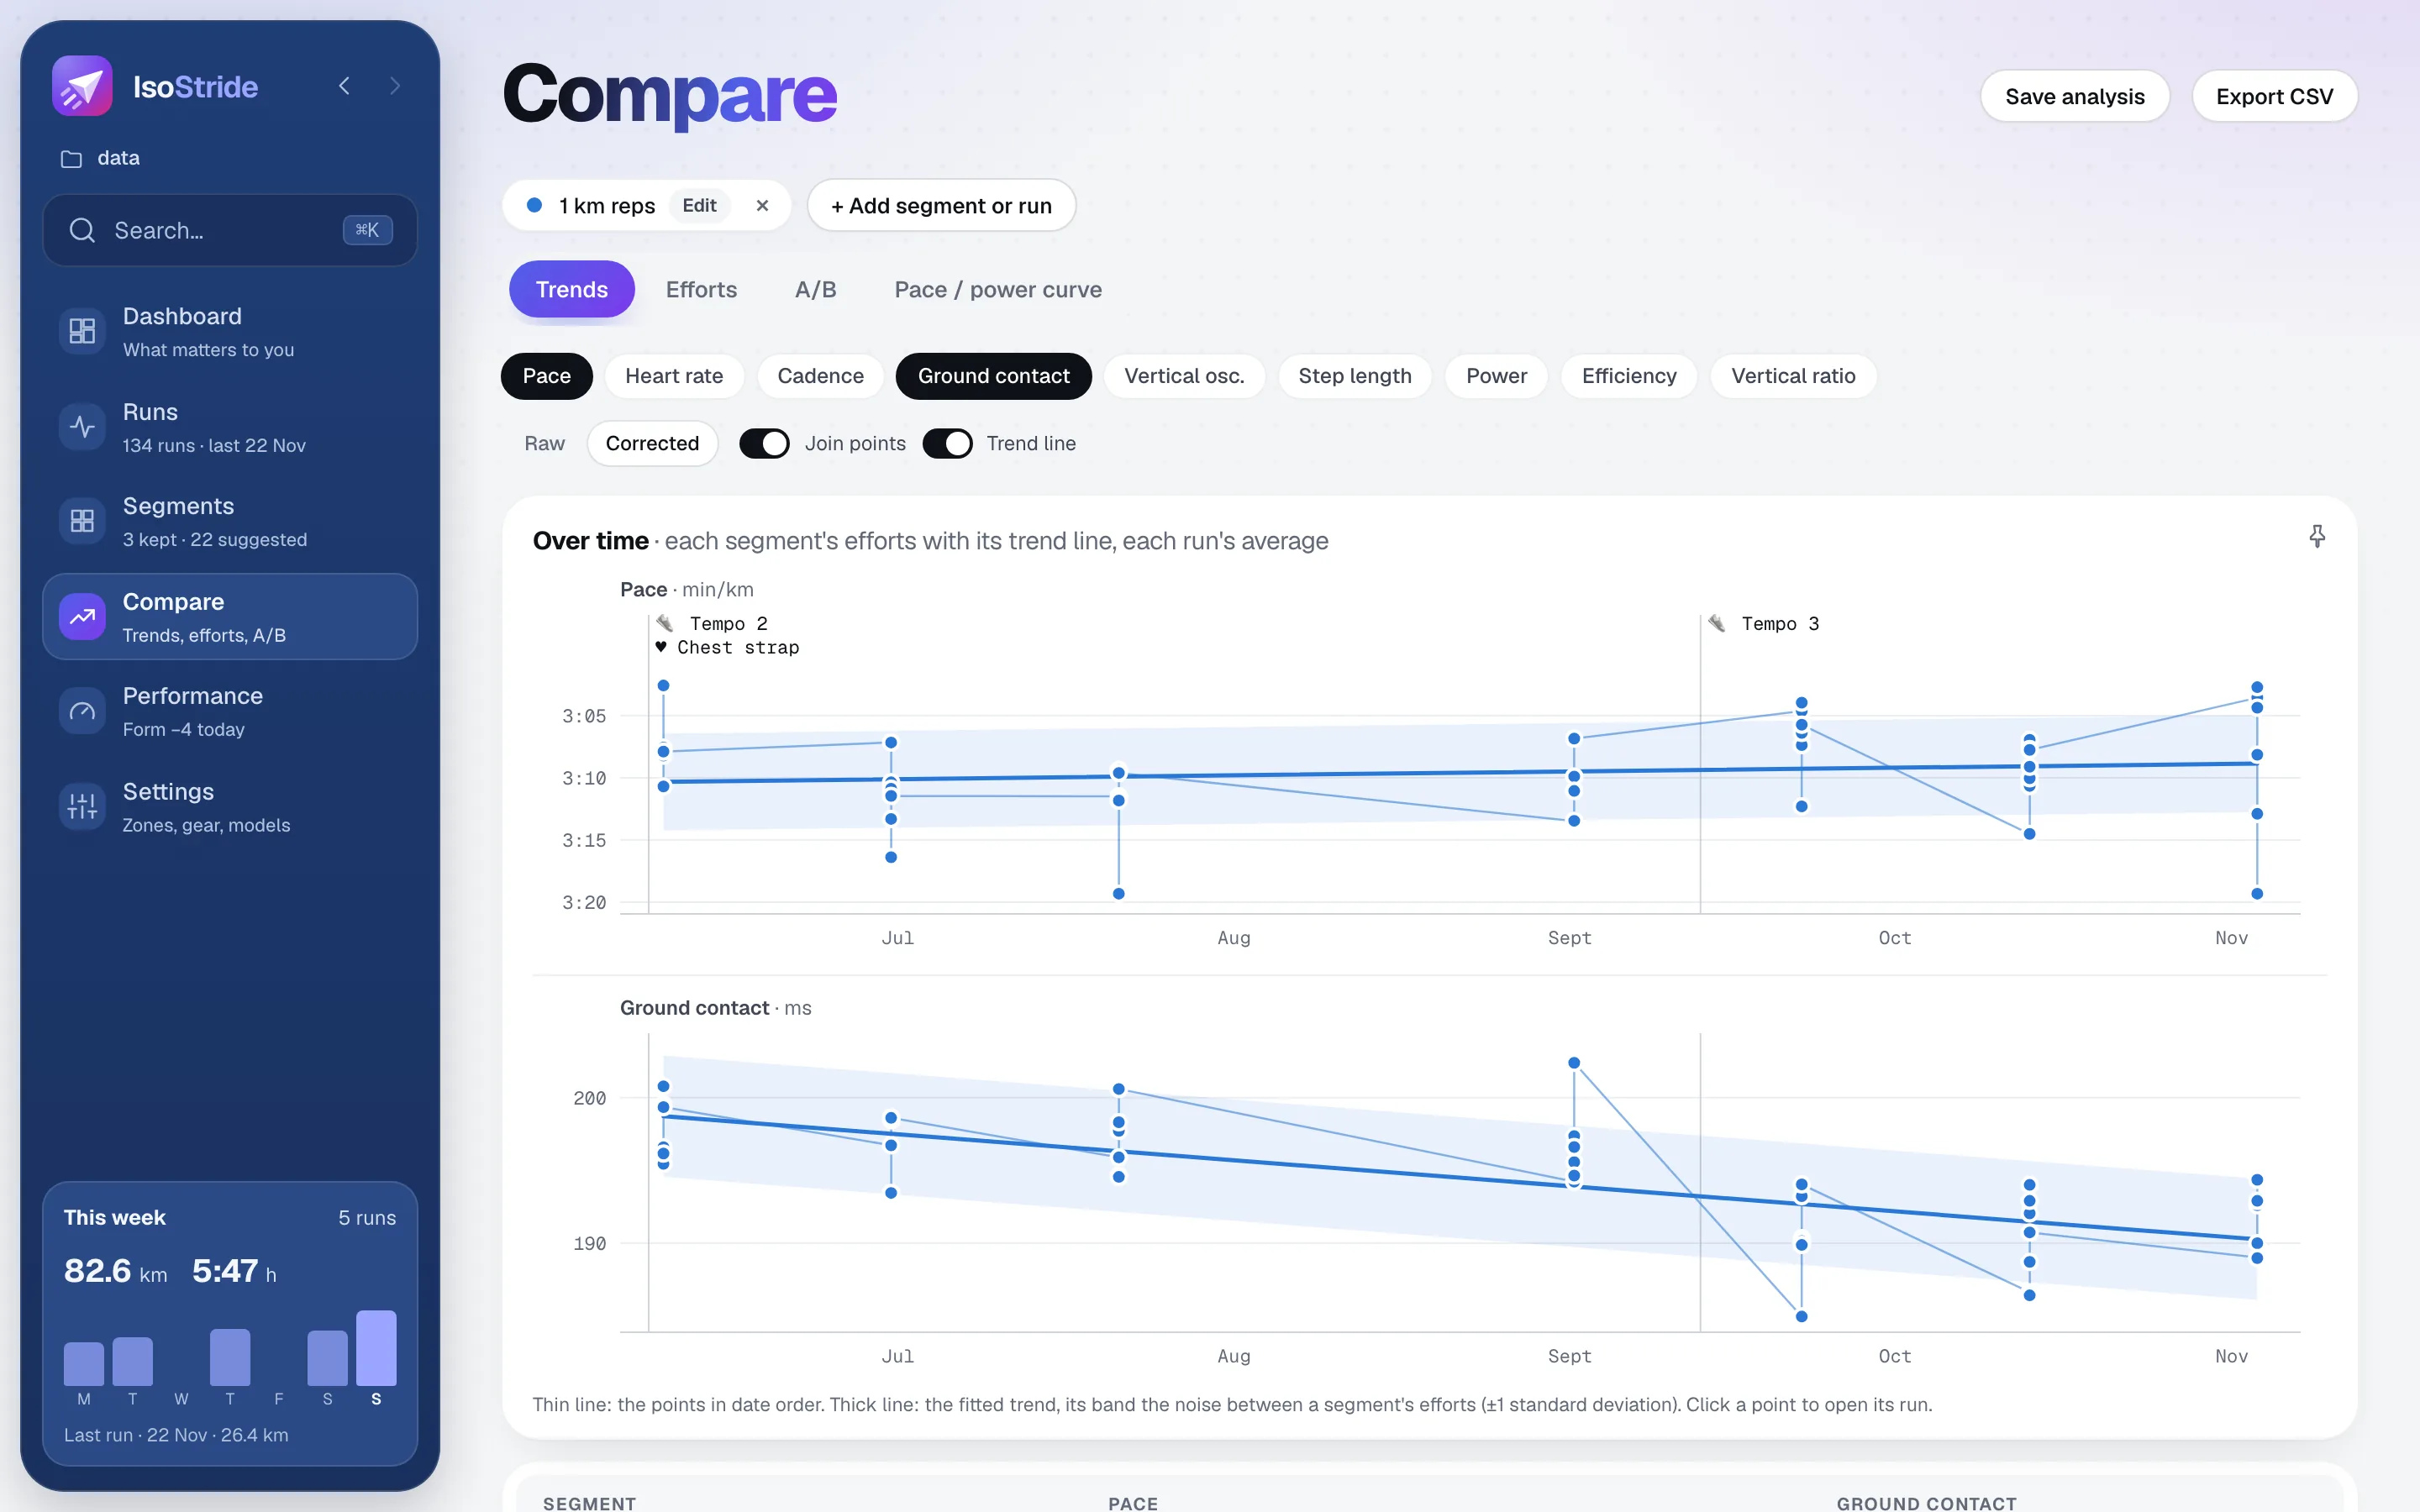 IsoStride
data
Search...
⌘K
Dashboard
What matters to you
Runs
134 runs · last 22 Nov
Segments
3 kept · 22 suggested
Compare
Trends, efforts, A/B
Performance
Form −4 today
Settings
Zones, gear, models
This week 5 runs
82.6 km 5:47 h
M T W T F S S
Last run · 22 Nov · 26.4 km
Compare
Save analysis Export CSV
1 km reps Edit × + Add segment or run
Trends Efforts A/B Pace / power curve
Pace Heart rate Cadence Ground contact Vertical osc. Step length Power Efficiency Vertical ratio
Raw Corrected Join points Trend line
Over time · each segment's efforts with its trend line, each run's average
Pace · min/km
Tempo 2 Tempo 3
♥ Chest strap
3:05
3:10
3:15
3:20
Jul Aug Sept Oct Nov
Ground contact · ms
200
190
Jul Aug Sept Oct Nov
Thin line: the points in date order. Thick line: the fitted trend, its band the noise between a segment's efforts (±1 standard deviation). Click a point to open its run.
SEGMENT PACE GROUND CONTACT